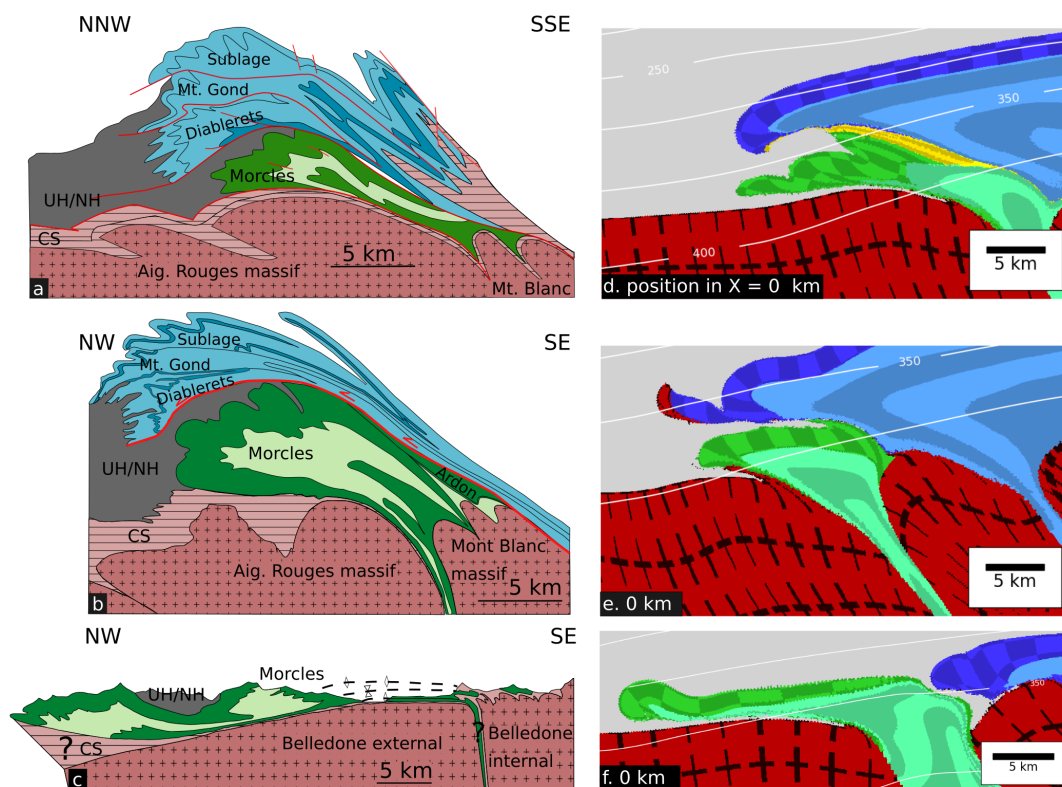 NNW
SSE
Sublage
Mt. Gond
Diablerets
Morcles
UH/NH
CS
5 km
Aig. Rouges massif
Mt. Blanc
a
250
350
400
5 km
d. position in X = 0 km
NW
SE
Sublage
Mt. Gond
Diablerets
Morcles
UH/NH
Ardon
CS
Mont Blanc
massif
Aig. Rouges massif
5 km
b
350
5 km
e. 0 km
NW
SE
Morcles
UH/NH
? CS
Belledone external
? Belledone
internal
5 km
c
350
5 km
f. 0 km